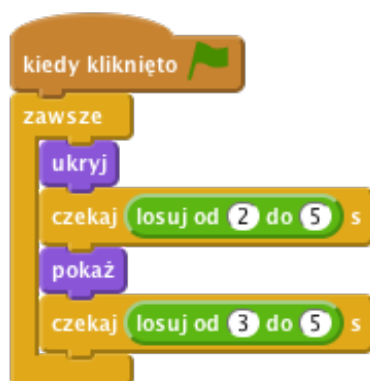 kiedy kliknięto
zawsze
ukryj
czekaj losuj od 2 do 5 s
pokaż
czekaj losuj od 3 do 5 s